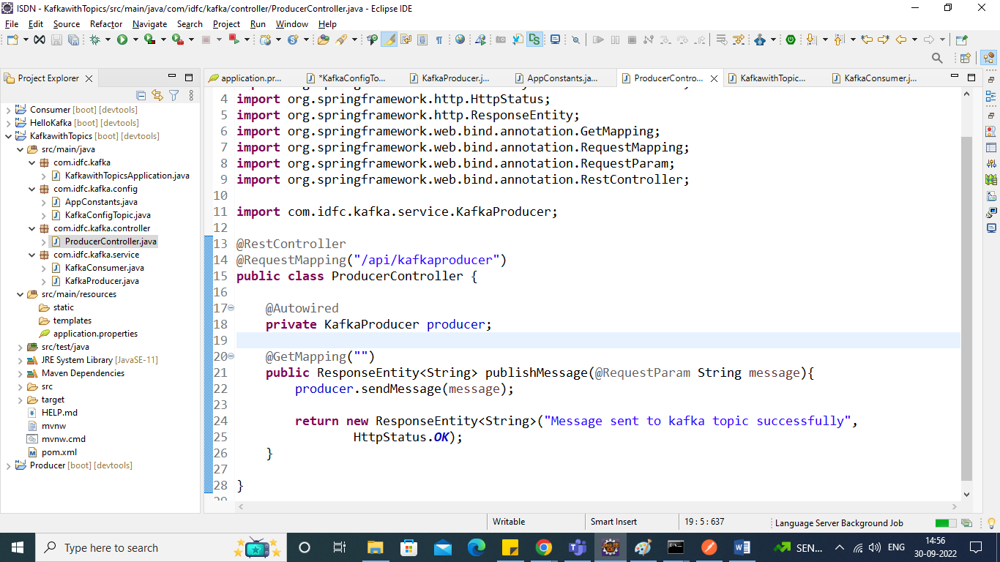 ISDN - KafkawithTopics/src/main/java/com/idfc/kafka/controller/ProducerController.java - Eclipse IDE
File Edit Source Refactor Navigate Search Project Run Window Help
Project Explorer
application.pr... *KafkaConfigTo... KafkaProducer.j... AppConstants.ja... ProducerContro... KafkawithTopic... KafkaConsumer.j...
Consumer [boot] [devtools]
HelloKafka [boot] [devtools]
KafkawithTopics [boot] [devtools]
src/main/java
com.idfc.kafka
KafkawithTopicsApplication.java
com.idfc.kafka.config
AppConstants.java
KafkaConfigTopic.java
com.idfc.kafka.controller
ProducerController.java
com.idfc.kafka.service
KafkaConsumer.java
KafkaProducer.java
src/main/resources
static
templates
application.properties
src/test/java
JRE System Library [JavaSE-11]
Maven Dependencies
src
target
HELP.md
mvnw
mvnw.cmd
pom.xml
Producer [boot] [devtools]
4 import org.springframework.http.HttpStatus;
5 import org.springframework.http.ResponseEntity;
6 import org.springframework.web.bind.annotation.GetMapping;
7 import org.springframework.web.bind.annotation.RequestMapping;
8 import org.springframework.web.bind.annotation.RequestParam;
9 import org.springframework.web.bind.annotation.RestController;
10
11 import com.idfc.kafka.service.KafkaProducer;
12
13 @RestController
14 @RequestMapping("/api/kafkaproducer")
15 public class ProducerController {
16
17 @Autowired
18 private KafkaProducer producer;
19
20 @GetMapping("")
21 public ResponseEntity<String> publishMessage(@RequestParam String message){
22 producer.sendMessage(message);
23
24 return new ResponseEntity<String>("Message sent to kafka topic successfully",
25 HttpStatus.OK);
26 }
27
28 }
Writable Smart Insert 19 : 5 : 637 Language Server Background Job
Type here to search
SEN... ENG 14:56
30-09-2022